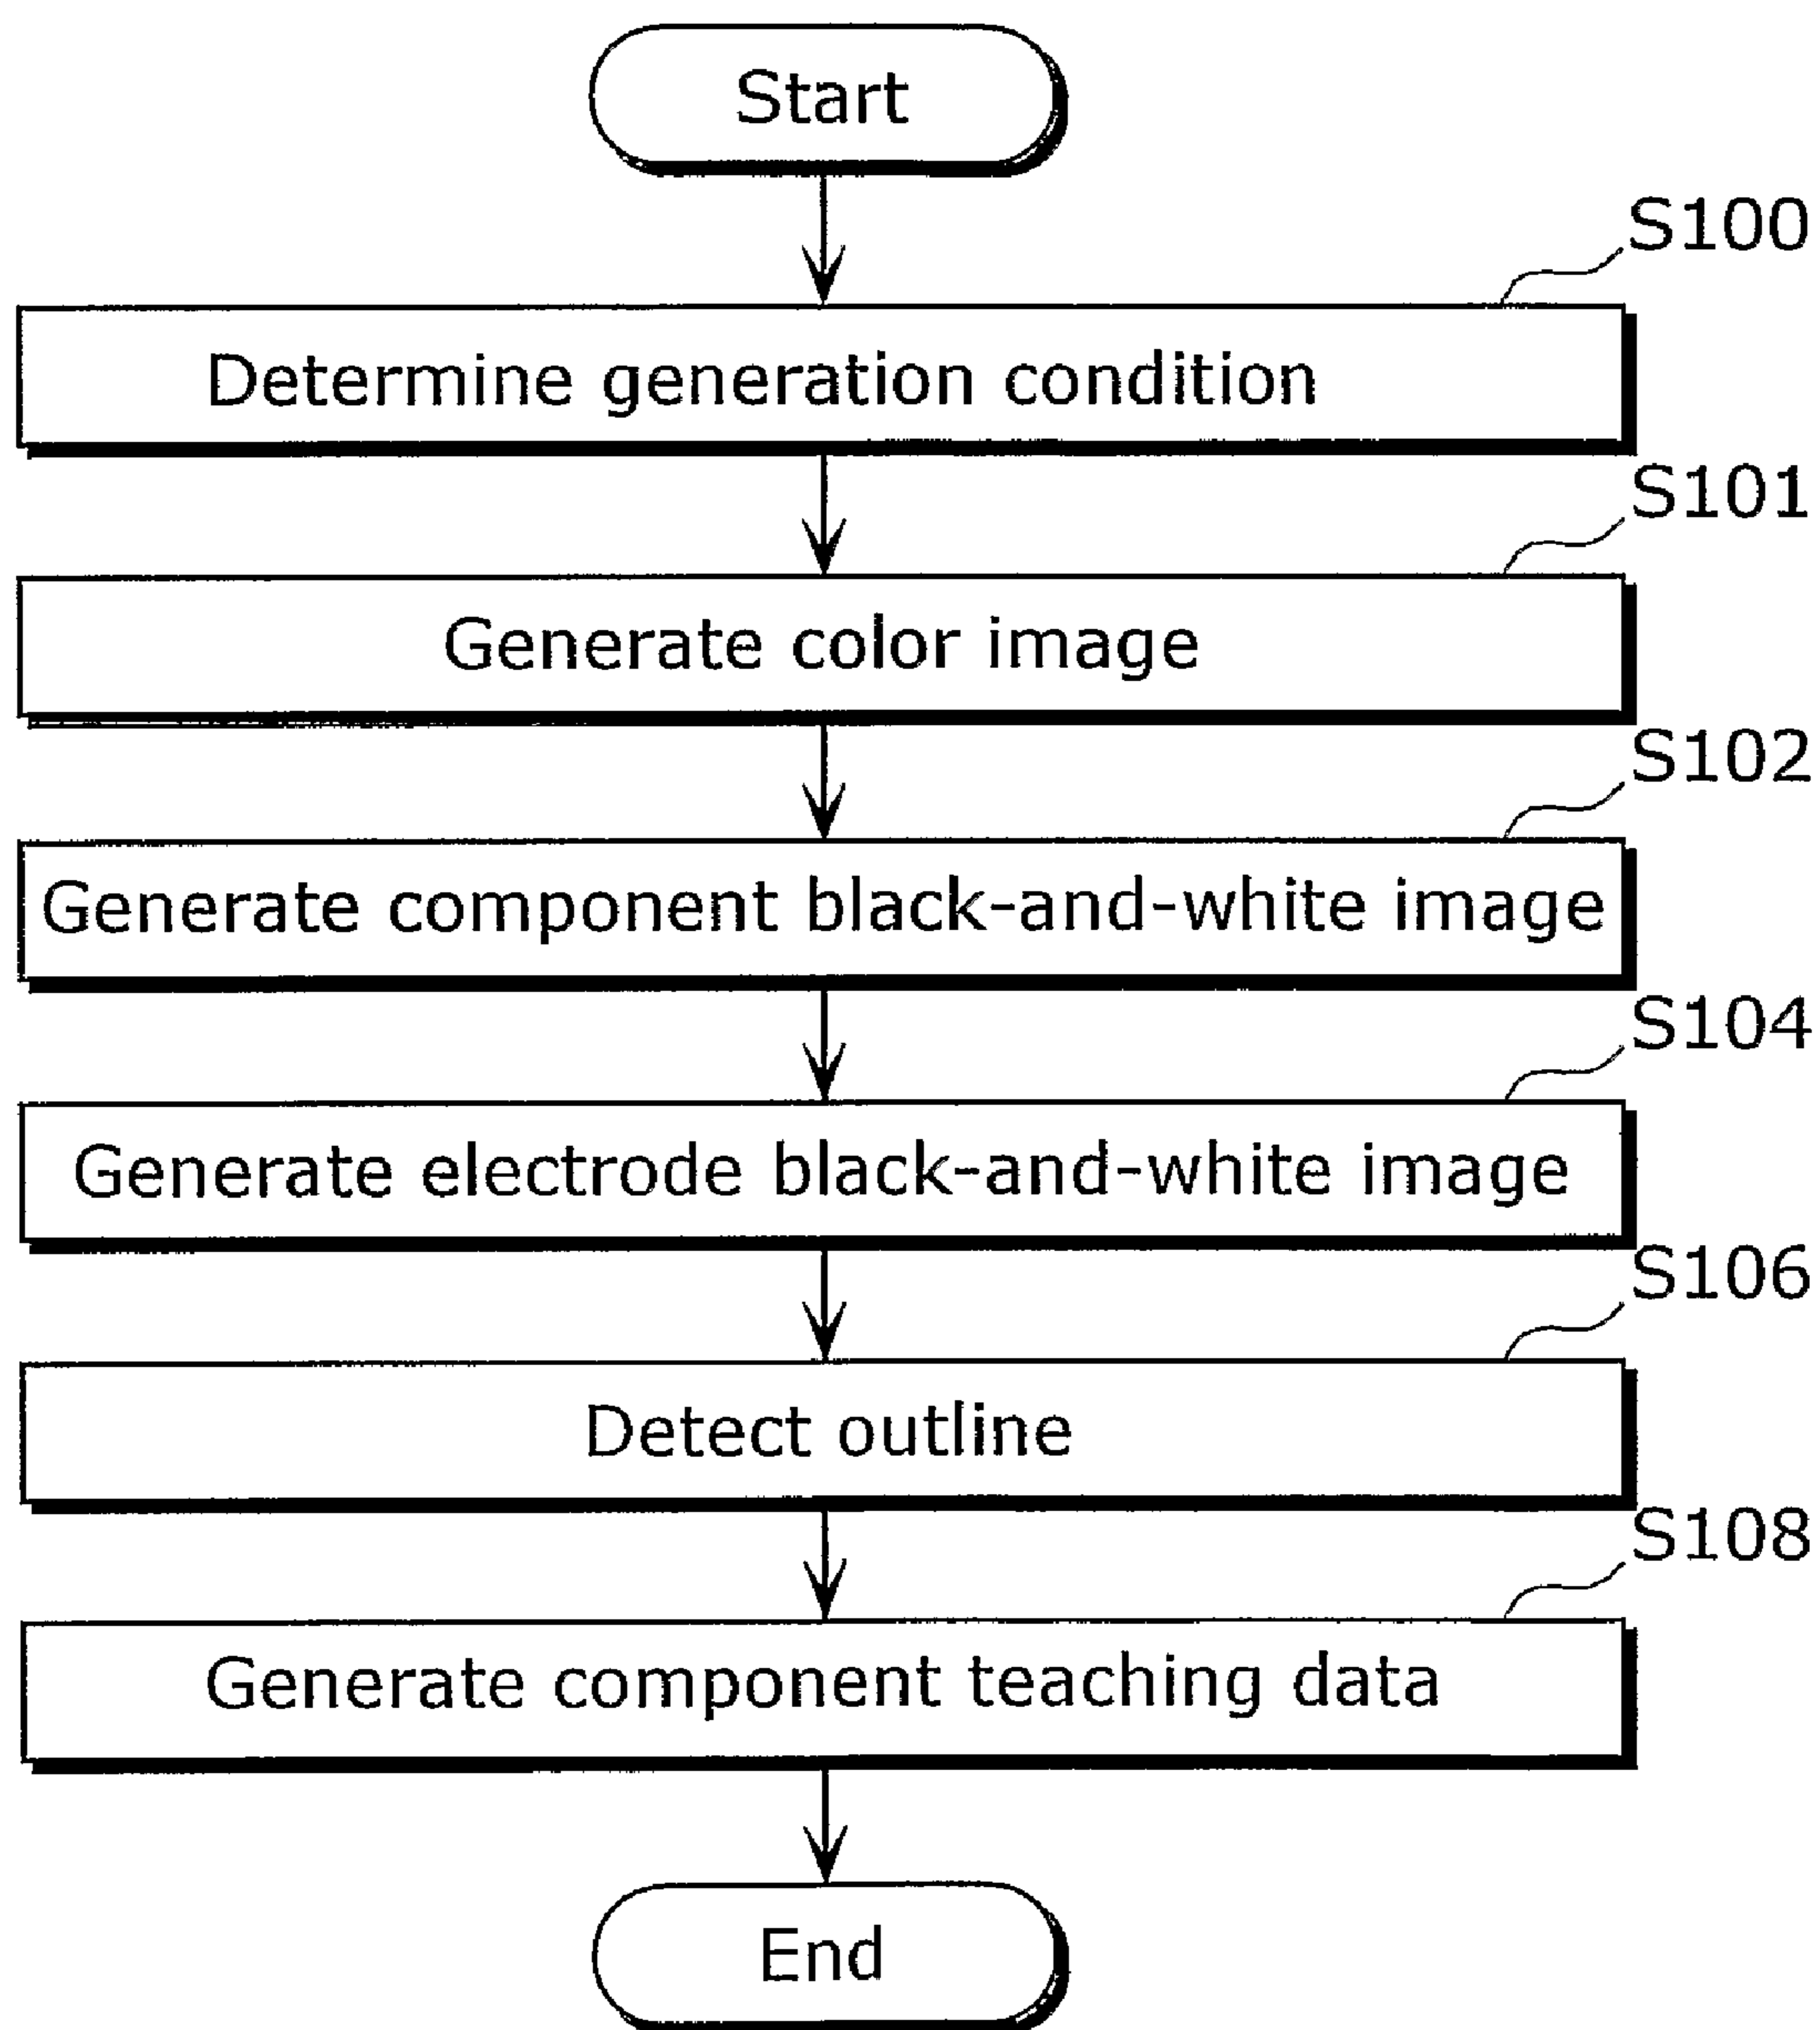 Start
S100
Determine generation condition
S101
Generate color image
S102
Generate component black-and-white image
S104
Generate electrode black-and-white image
S106
Detect outline
S108
Generate component teaching data
End